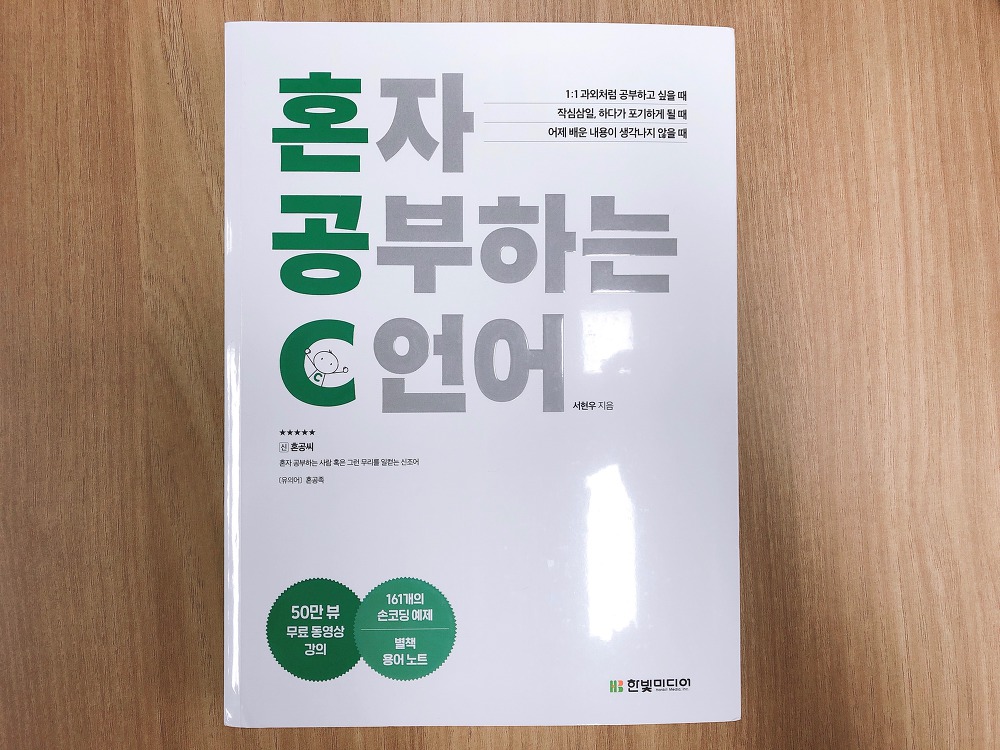 혼자
1:1 과외처럼 공부하고 싶을 때
작심삼일, 하다가 포기하게 될 때
어제 배운 내용이 생각나지 않을 때
공부하는
C 언어
C
서현우 지음
★★★★★
신 혼공씨
혼자 공부하는 사람 혹은 그런 무리를 일컫는 신조어
[유의어] 혼공족
50만 뷰
무료 동영상
강의
161개의
손코딩 예제
별책
용어 노트
HB 한빛미디어
Hanbit Media, Inc.